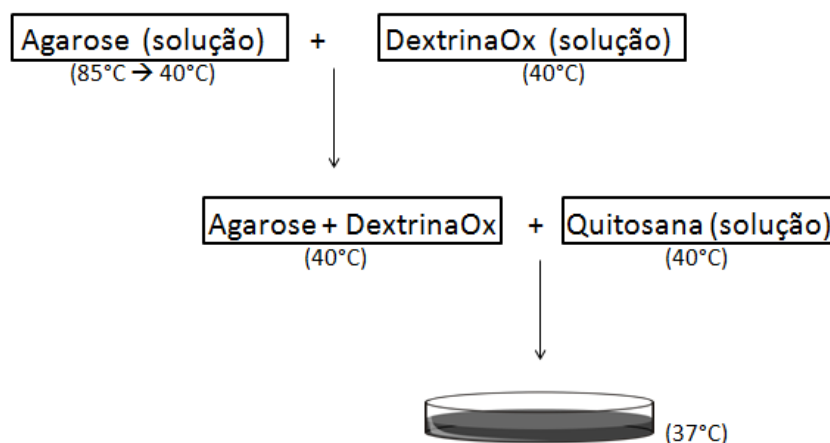 Agarose (solução) + DextrinaOx (solução)
(85°C → 40°C) (40°C)
Agarose + DextrinaOx + Quitosana (solução)
(40°C) (40°C)
(37°C)